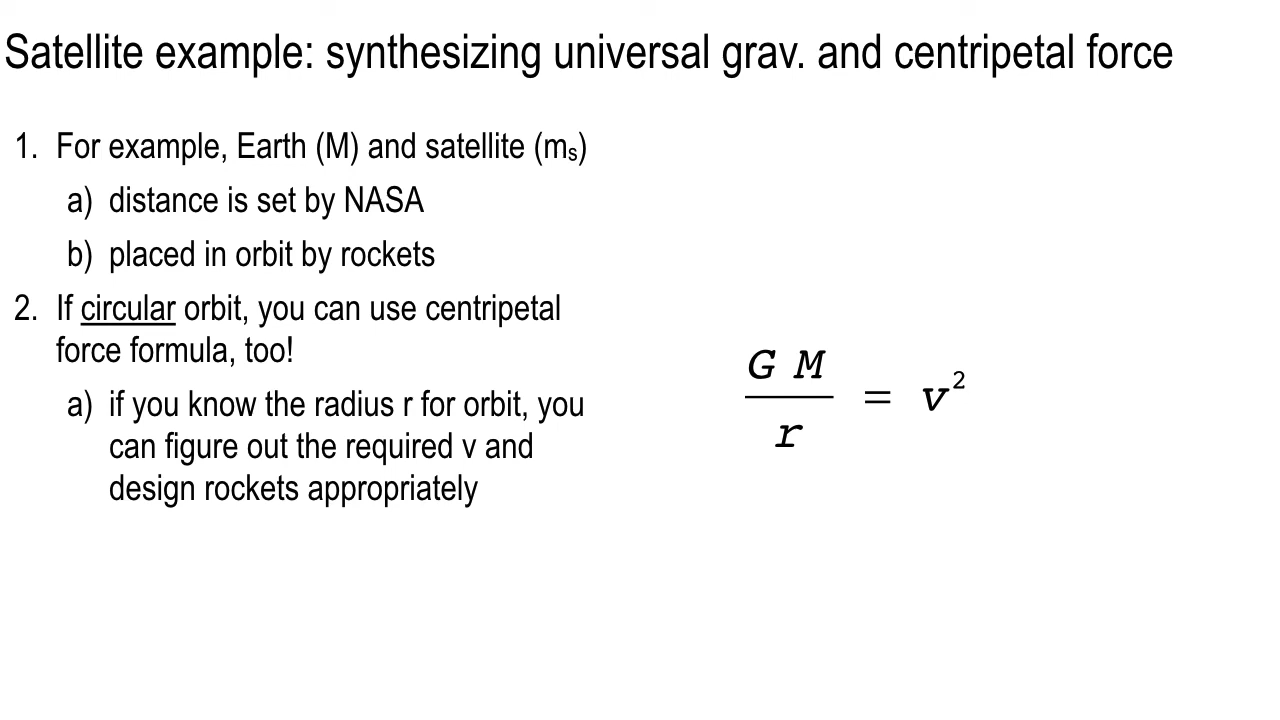 Satellite example: synthesizing universal grav. and centripetal force
1. For example, Earth (M) and satellite (mₛ)
a) distance is set by NASA
b) placed in orbit by rockets
2. If circular orbit, you can use centripetal
force formula, too!
a) if you know the radius r for orbit, you
can figure out the required v and
design rockets appropriately
G M
r
= v²